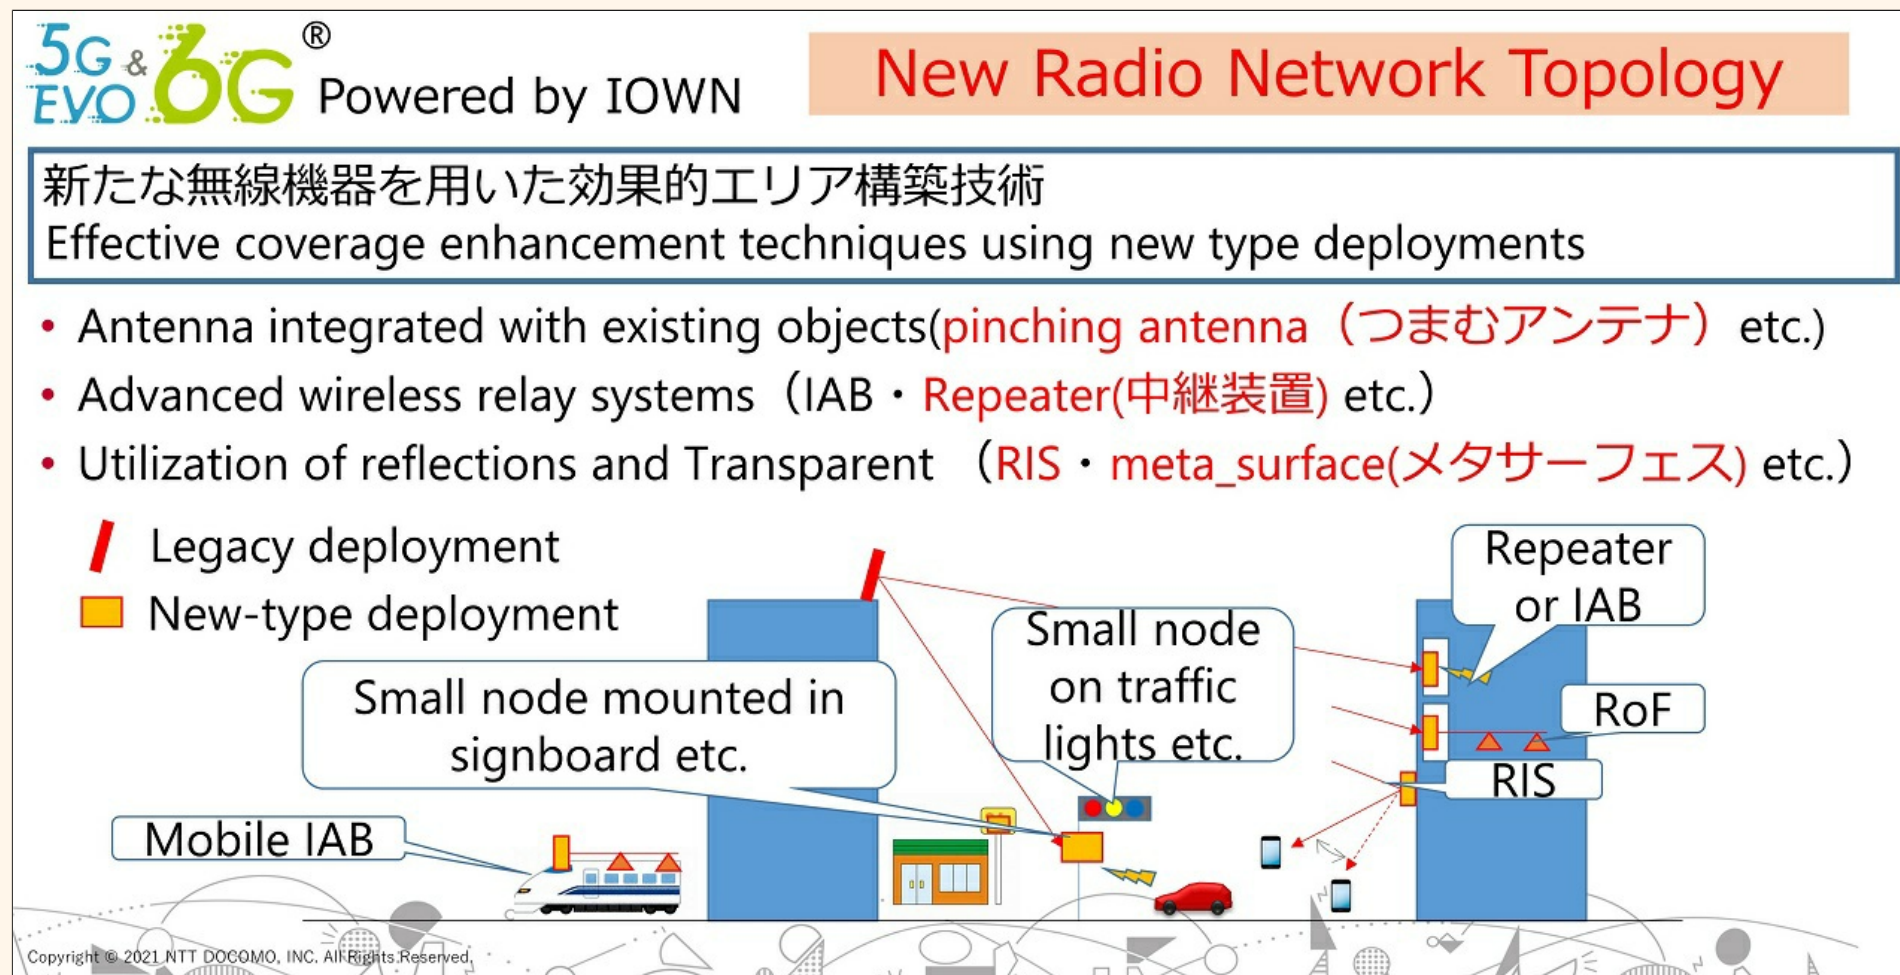 5G & EVO 6G ® Powered by IOWN
New Radio Network Topology
新たな無線機器を用いた効果的エリア構築技術
Effective coverage enhancement techniques using new type deployments
• Antenna integrated with existing objects(pinching antenna（つまむアンテナ）etc.)
• Advanced wireless relay systems（IAB・Repeater(中継装置) etc.）
• Utilization of reflections and Transparent （RIS・meta_surface(メタサーフェス) etc.）
Legacy deployment
New-type deployment
Small node mounted in
signboard etc.
Mobile IAB
Small node
on traffic
lights etc.
Repeater
or IAB
RoF
RIS
Copyright © 2021 NTT DOCOMO, INC. All Rights Reserved.